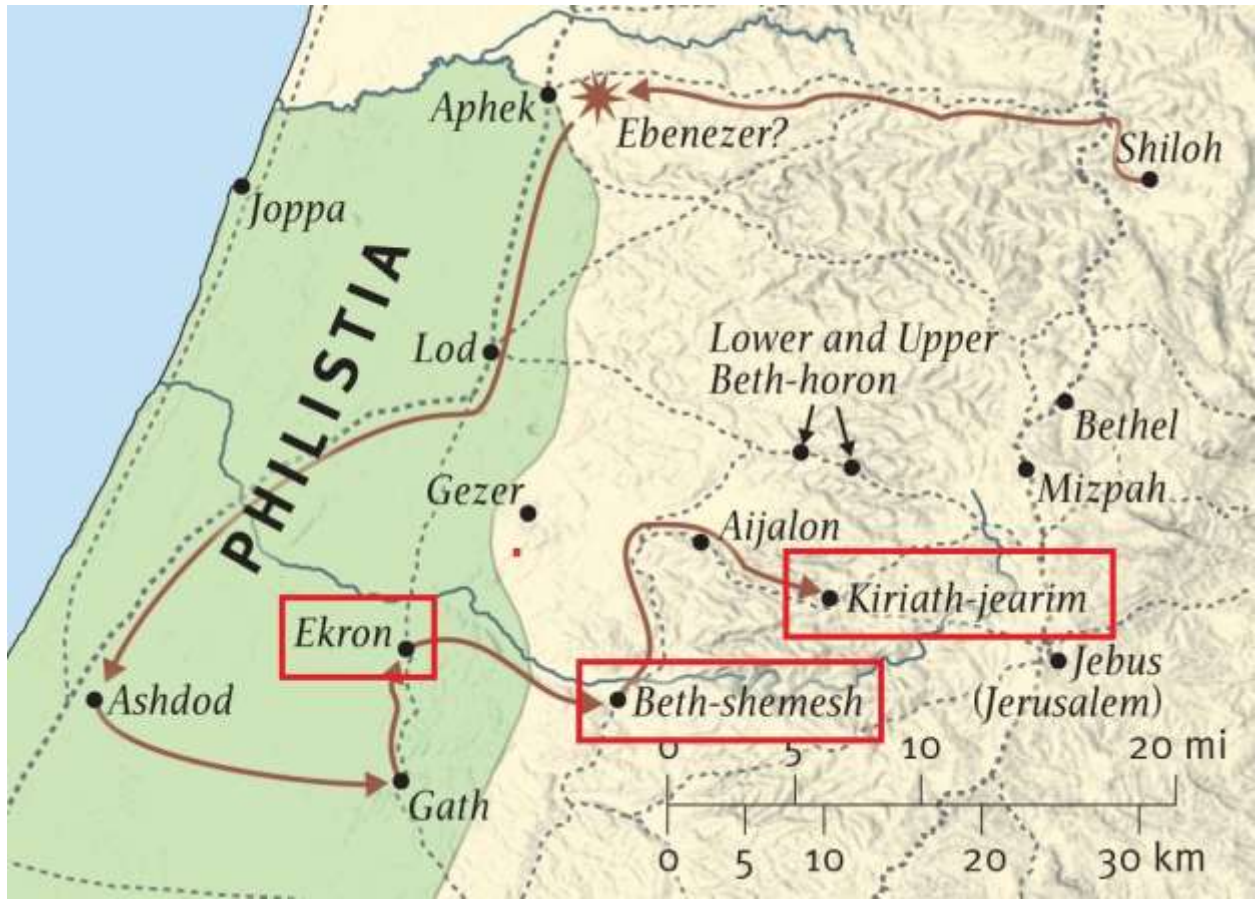 Aphek
Ebenezer?
Shiloh
Joppa
PHILISTIA
Lod
Lower and Upper
Beth-horon
Bethel
Mizpah
Gezer
Aijalon
Kiriath-jearim
Ekron
Jebus
(Jerusalem)
Ashdod
Beth-shemesh
Gath
0 5 10 20 mi
0 5 10 20 30 km